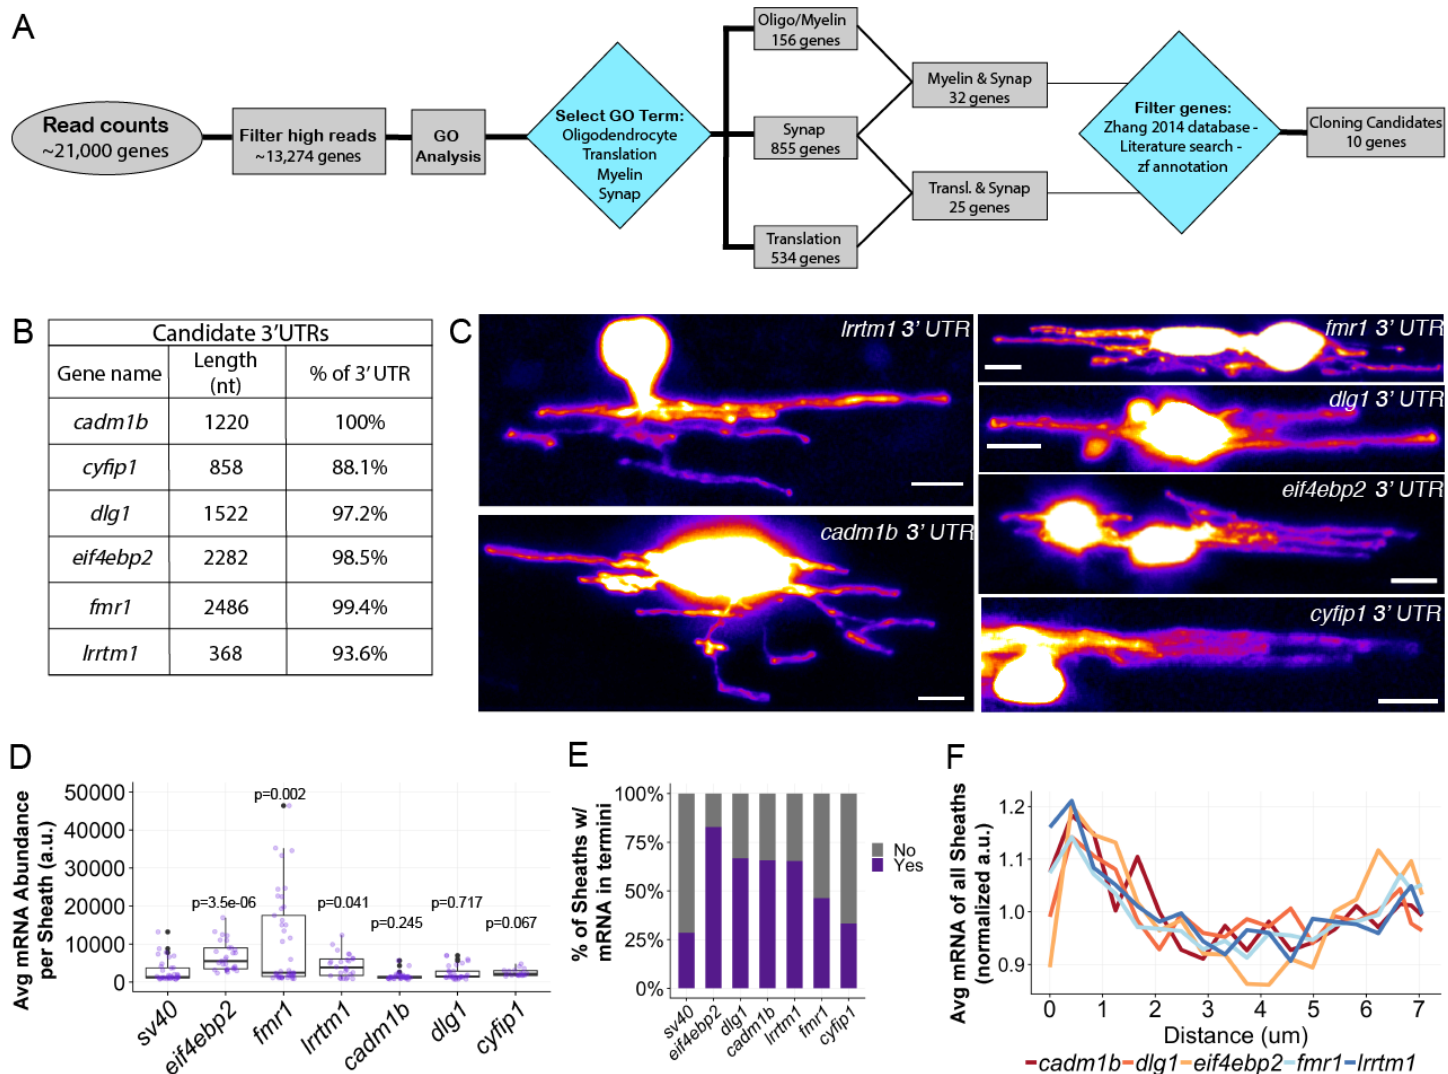 A
Read counts
~21,000 genes
Filter high reads
~13,274 genes
GO
Analysis
Select GO Term:
Oligodendrocyte
Translation
Myelin
Synap
Oligo/Myelin
156 genes
Synap
855 genes
Translation
534 genes
Myelin & Synap
32 genes
Transl. & Synap
25 genes
Filter genes:
Zhang 2014 database -
Literature search -
zf annotation
Cloning Candidates
10 genes
B
Candidate 3'UTRs
Gene name
Length
(nt)
% of 3' UTR
cadm1b 1220 100%
cyfip1 858 88.1%
dlg1 1522 97.2%
eif4ebp2 2282 98.5%
fmr1 2486 99.4%
lrrtm1 368 93.6%
C
lrrtm1 3' UTR
cadm1b 3' UTR
fmr1 3' UTR
dlg1 3' UTR
eif4ebp2 3' UTR
cyfip1 3' UTR
D
Avg mRNA Abundance
per Sheath (a.u.)
50000
40000
30000
20000
10000
0
p=3.5e-06
p=0.002
p=0.041
p=0.245
p=0.717
p=0.067
sv40
eif4ebp2
fmr1
lrrtm1
cadm1b
dlg1
cyfip1
E
% of Sheaths w/
mRNA in termini
100%
75%
50%
25%
0%
No
Yes
sv40
eif4ebp2
dlg1
cadm1b
lrrtm1
fmr1
cyfip1
F
Avg mRNA of all Sheaths
(normalized a.u.)
1.2
1.1
1.0
0.9
0 1 2 3 4 5 6 7
Distance (um)
cadm1b dlg1 eif4ebp2 fmr1 lrrtm1